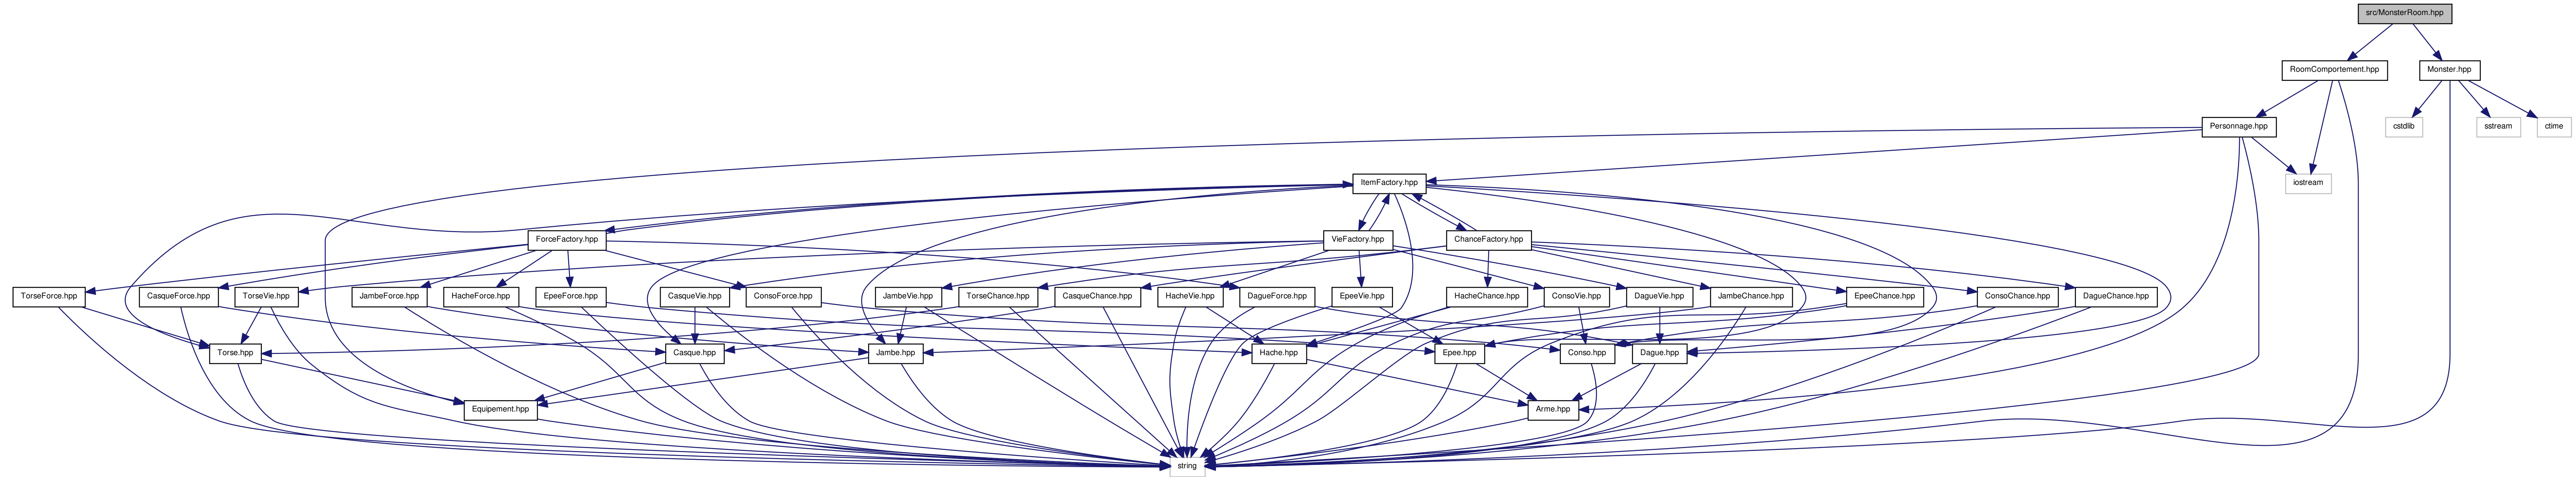 src/MonsterRoom.hpp
RoomComportement.hpp
Monster.hpp
Personnage.hpp
cstdlib
sstream
ctime
ItemFactory.hpp
iostream
ForceFactory.hpp
VieFactory.hpp
ChanceFactory.hpp
TorseForce.hpp
CasqueForce.hpp
TorseVie.hpp
JambeForce.hpp
HacheForce.hpp
EpeeForce.hpp
CasqueVie.hpp
ConsoForce.hpp
JambeVie.hpp
TorseChance.hpp
CasqueChance.hpp
HacheVie.hpp
DagueForce.hpp
EpeeVie.hpp
HacheChance.hpp
ConsoVie.hpp
DagueVie.hpp
JambeChance.hpp
EpeeChance.hpp
ConsoChance.hpp
DagueChance.hpp
Torse.hpp
Casque.hpp
Jambe.hpp
Hache.hpp
Epee.hpp
Conso.hpp
Dague.hpp
Equipement.hpp
Arme.hpp
string